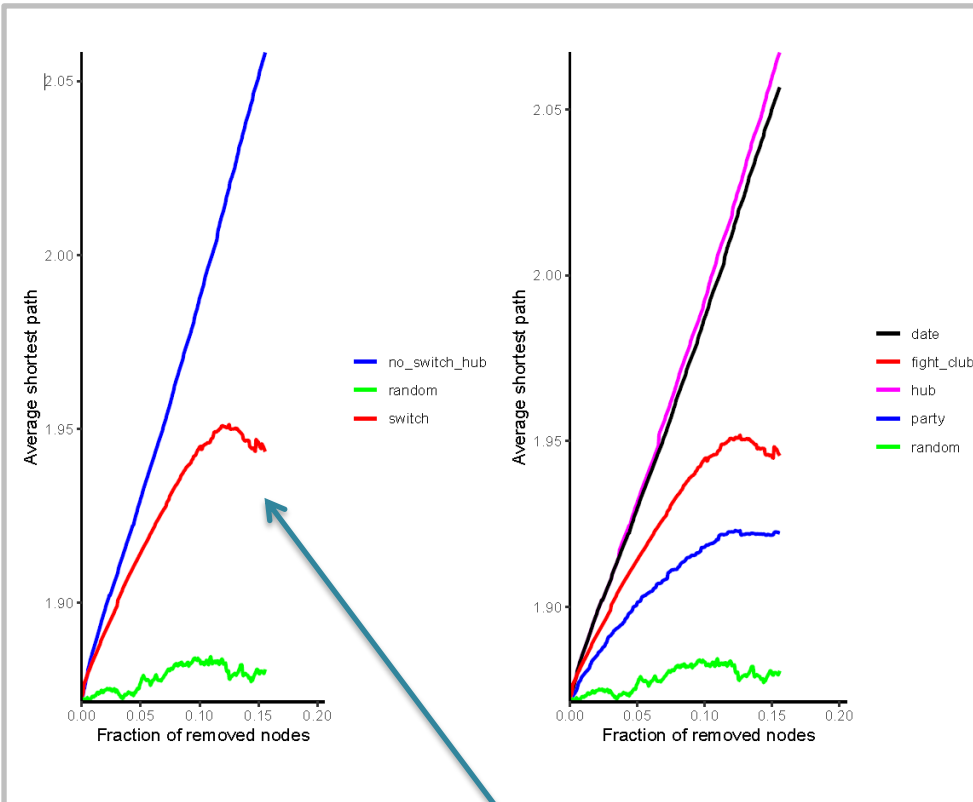 2.05
2.00
1.95
1.90
Average shortest path
0.00 0.05 0.10 0.15 0.20
Fraction of removed nodes
no_switch_hub
random
switch
2.05
2.00
1.95
1.90
Average shortest path
0.00 0.05 0.10 0.15 0.20
Fraction of removed nodes
date
fight_club
hub
party
random